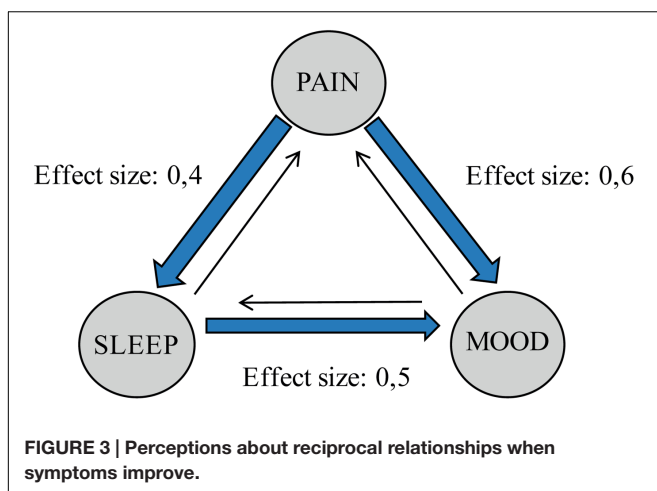 PAIN
Effect size: 0,4
Effect size: 0,6
SLEEP
MOOD
Effect size: 0,5
FIGURE 3 | Perceptions about reciprocal relationships when
symptoms improve.